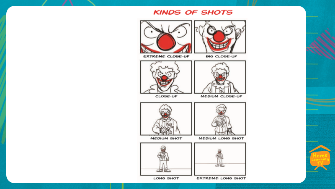 KINDS OF SHOTS
EXTREME CLOSE-UP
BIG CLOSE-UP
CLOSE-UP
MEDIUM CLOSE-UP
MEDIUM SHOT
MEDIUM LONG SHOT
LONG SHOT
EXTREME LONG SHOT